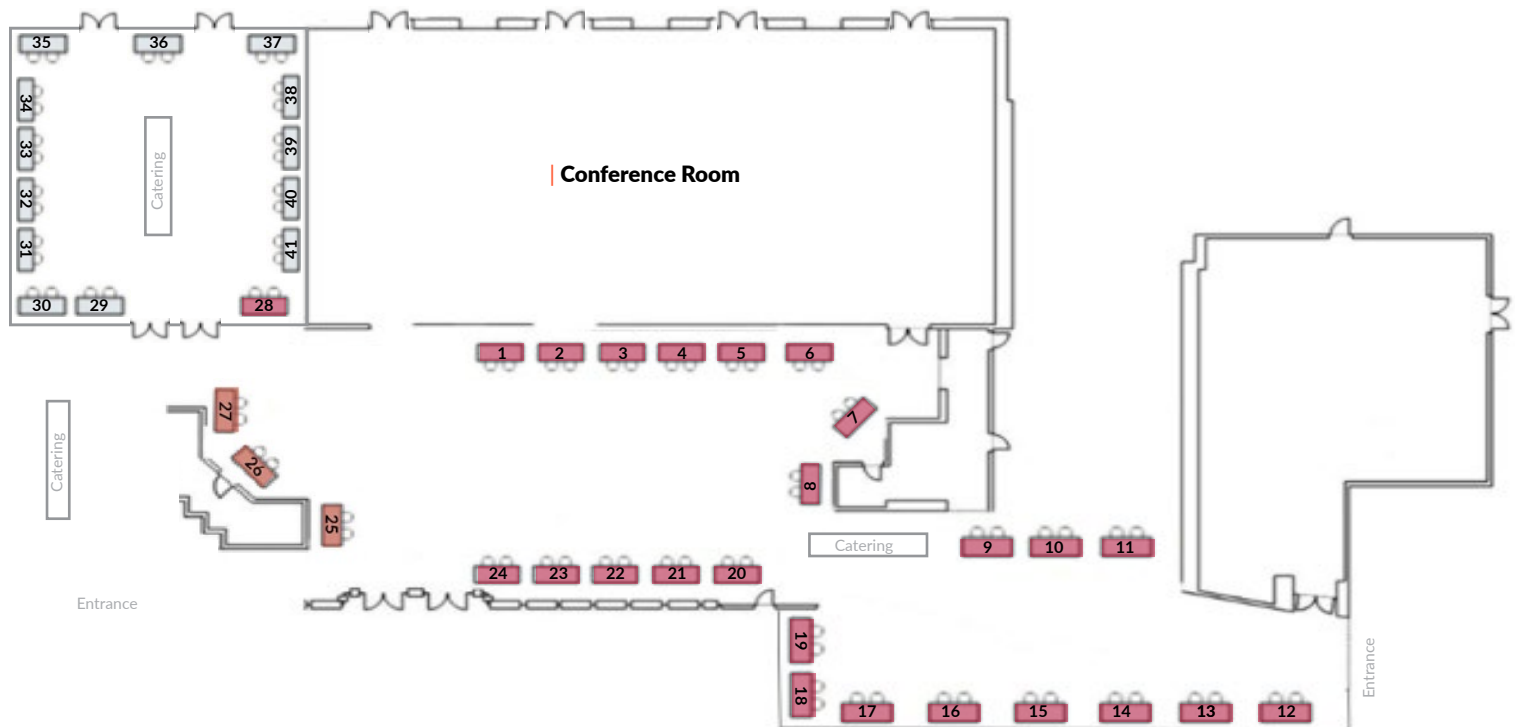 35 36 37
34 38
33 Catering 39
32 40
31 41
30 29 28
| Conference Room
1 2 3 4 5 6
27 7
Catering 26 8
25
Catering 9 10 11
24 23 22 21 20
Entrance
19
18 17 16 15 14 13 12
Entrance